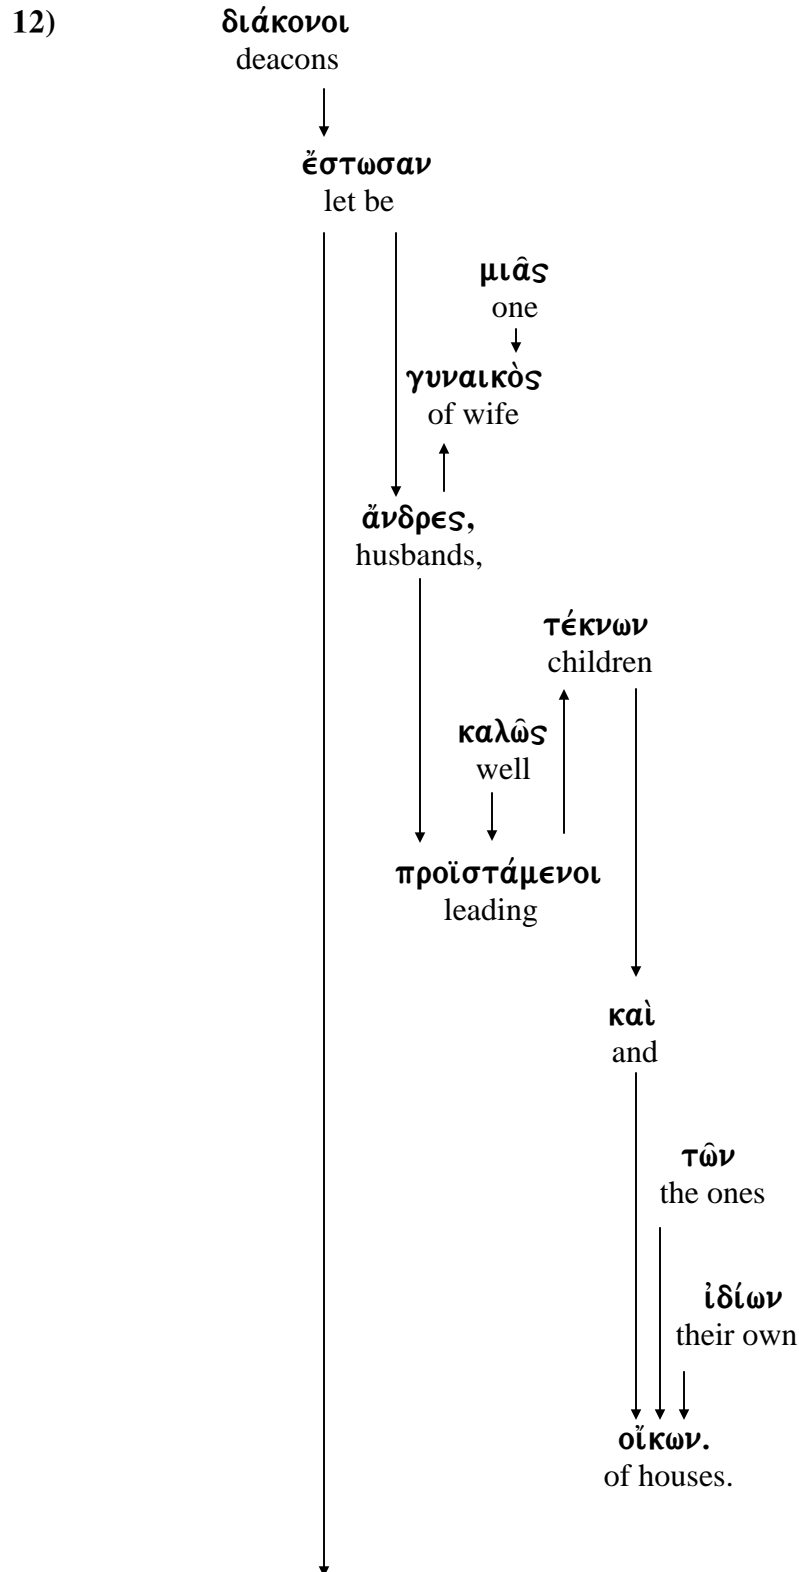 12) διάκονοι
deacons
ἔστωσαν
let be
μιᾶς
one
γυναικὸς
of wife
ἄνδρες,
husbands,
τέκνων
children
καλῶς
well
προϊστάμενοι
leading
καὶ
and
τῶν
the ones
ἰδίων
their own
οἴκων.
of houses.